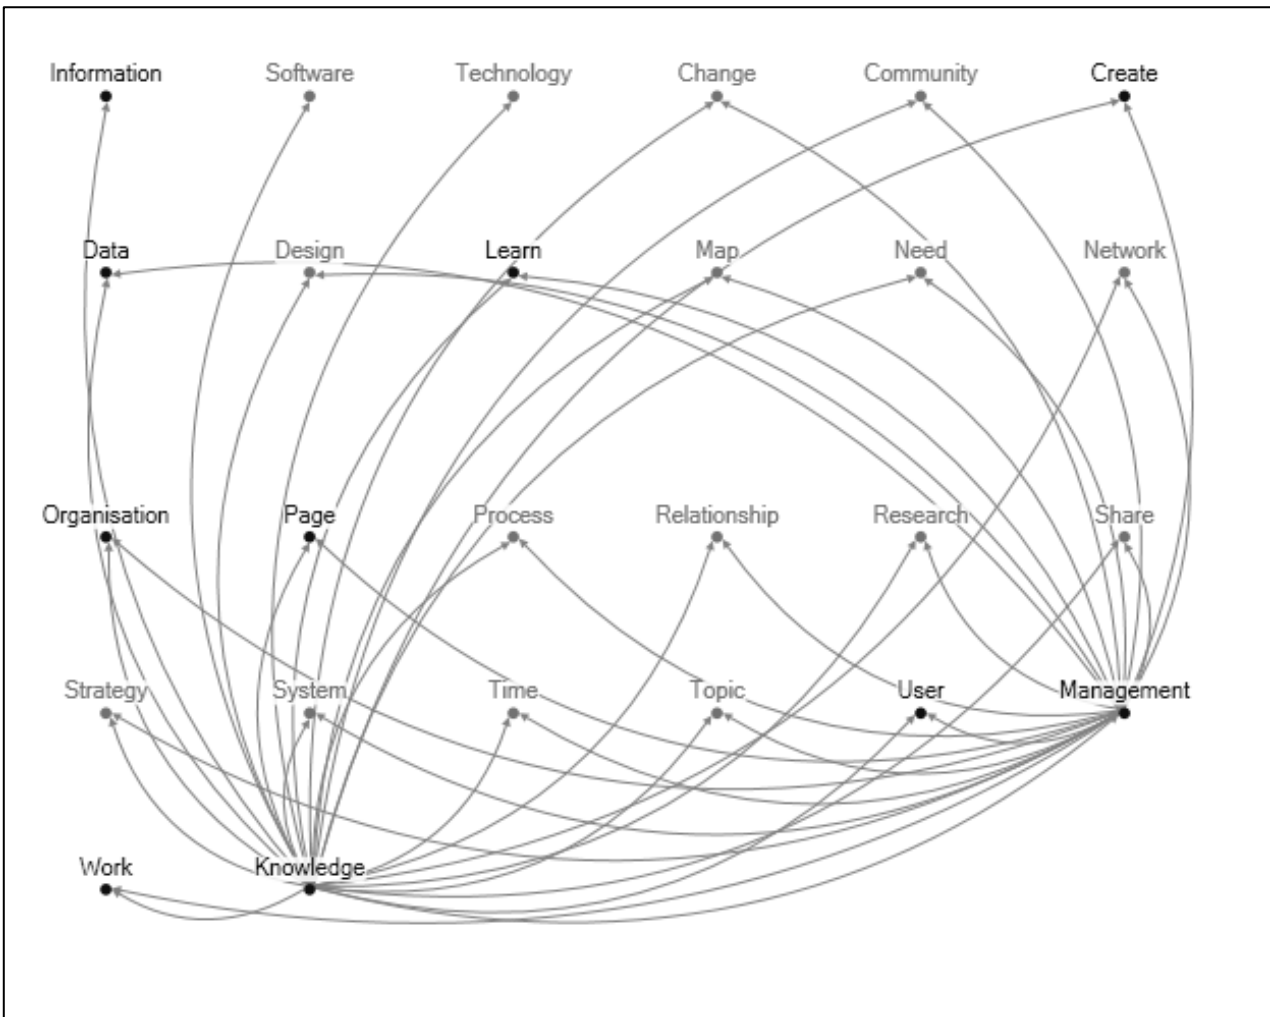 Information Software Technology Change Community Create
Data Design Learn Map Need Network
Organisation Page Process Relationship Research Share
Strategy System Time Topic User Management
Work Knowledge